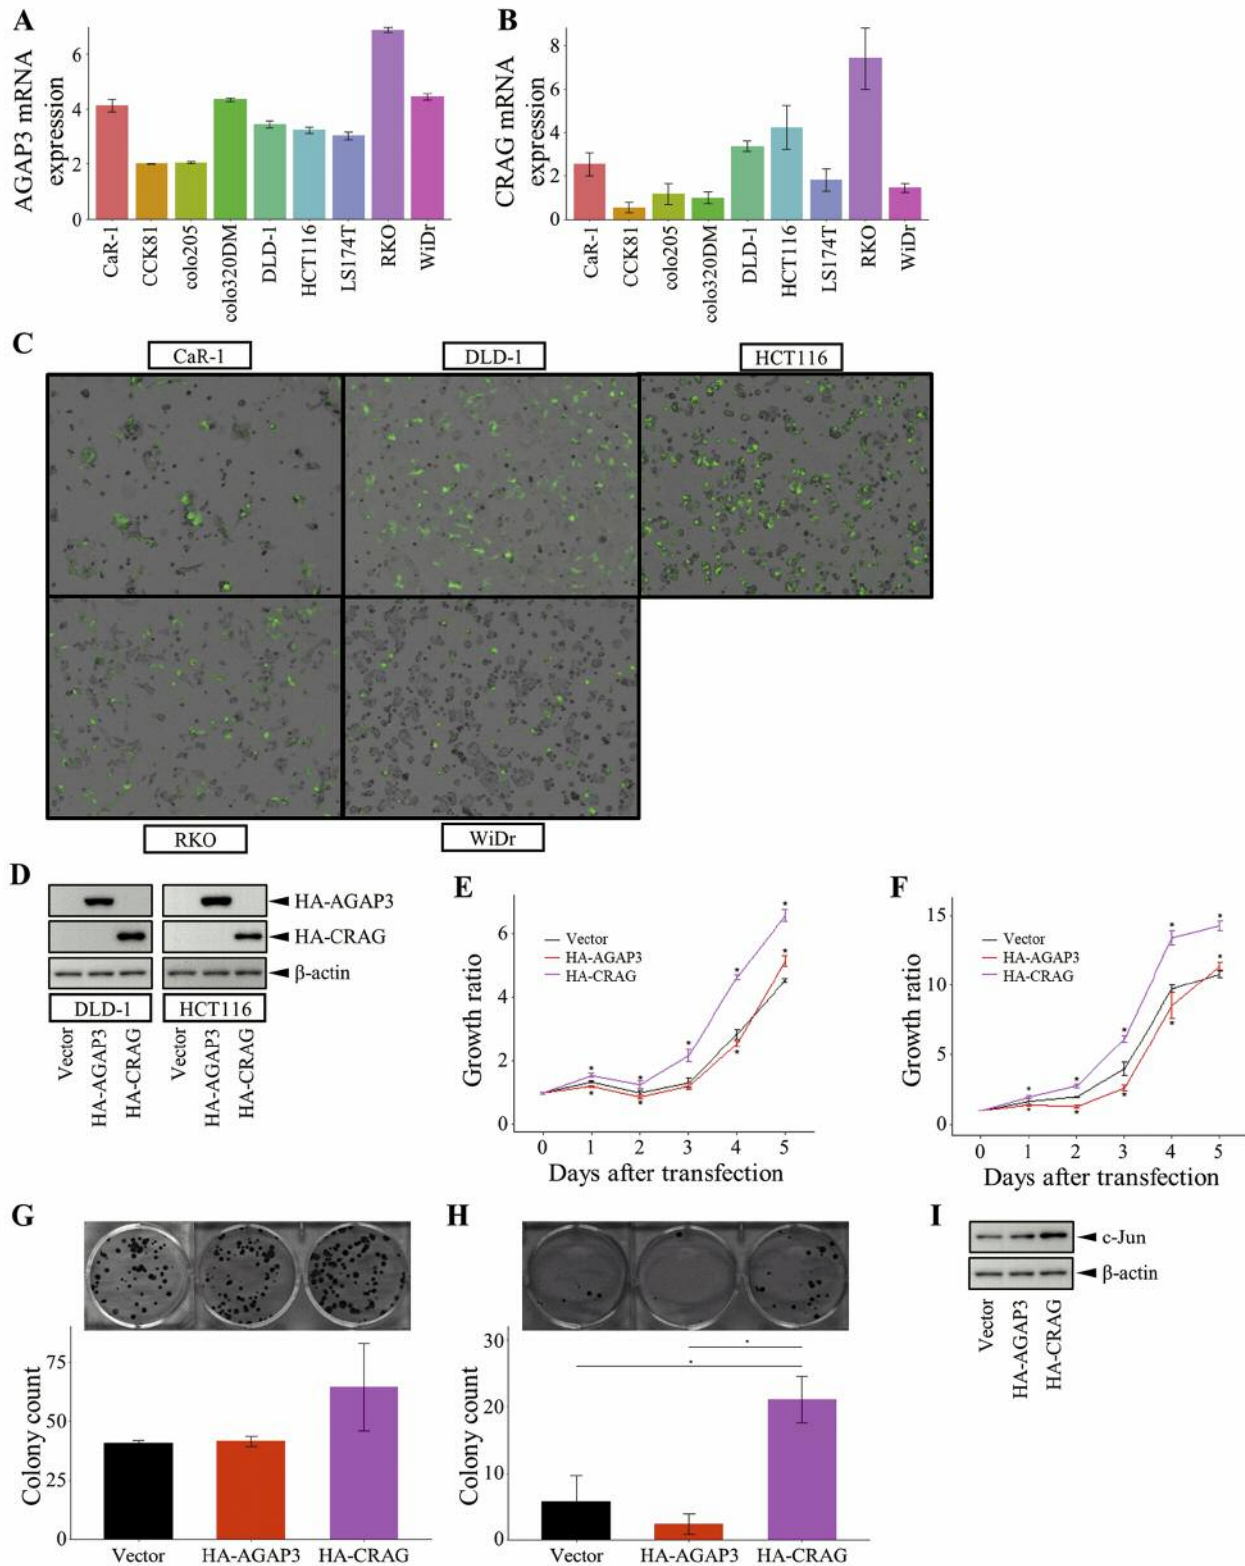 A
AGAP3 mRNA
expression
6
4
2
0
CaR-1
CCK81
colo205
colo320DM
DLD-1
HCT116
LS174T
RKO
WiDr
B
CRAG mRNA
expression
8
6
4
2
0
CaR-1
CCK81
colo205
colo320DM
DLD-1
HCT116
LS174T
RKO
WiDr
C
CaR-1
DLD-1
HCT116
RKO
WiDr
D
HA-AGAP3
HA-CRAG
β-actin
DLD-1
HCT116
Vector
HA-AGAP3
HA-CRAG
Vector
HA-AGAP3
HA-CRAG
E
Growth ratio
6
4
2
0
Vector
HA-AGAP3
HA-CRAG
* * * * * * * * *
0 1 2 3 4 5
Days after transfection
F
Growth ratio
15
10
5
0
Vector
HA-AGAP3
HA-CRAG
* * * * * * * * *
0 1 2 3 4 5
Days after transfection
G
Colony count
75
50
25
0
Vector HA-AGAP3 HA-CRAG
H
Colony count
30
20
10
0
*
*
Vector HA-AGAP3 HA-CRAG
I
c-Jun
β-actin
Vector
HA-AGAP3
HA-CRAG